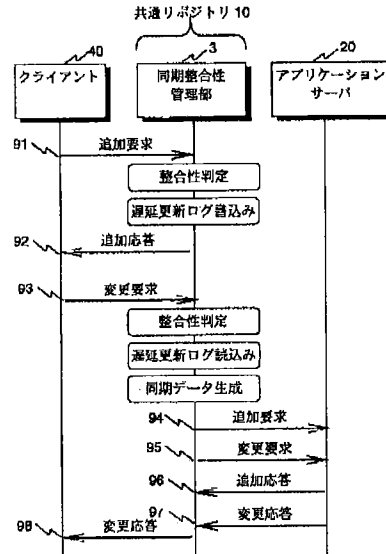 共通リポジトリ 10
40
3
20
クライアント
同期整合性
管理部
アプリケーション
サーバ
91
追加要求
整合性判定
遅延更新ログ書込み
92
追加応答
93
変更要求
整合性判定
遅延更新ログ読込み
同期データ生成
94
追加要求
95
変更要求
96
追加応答
97
変更応答
98
変更応答